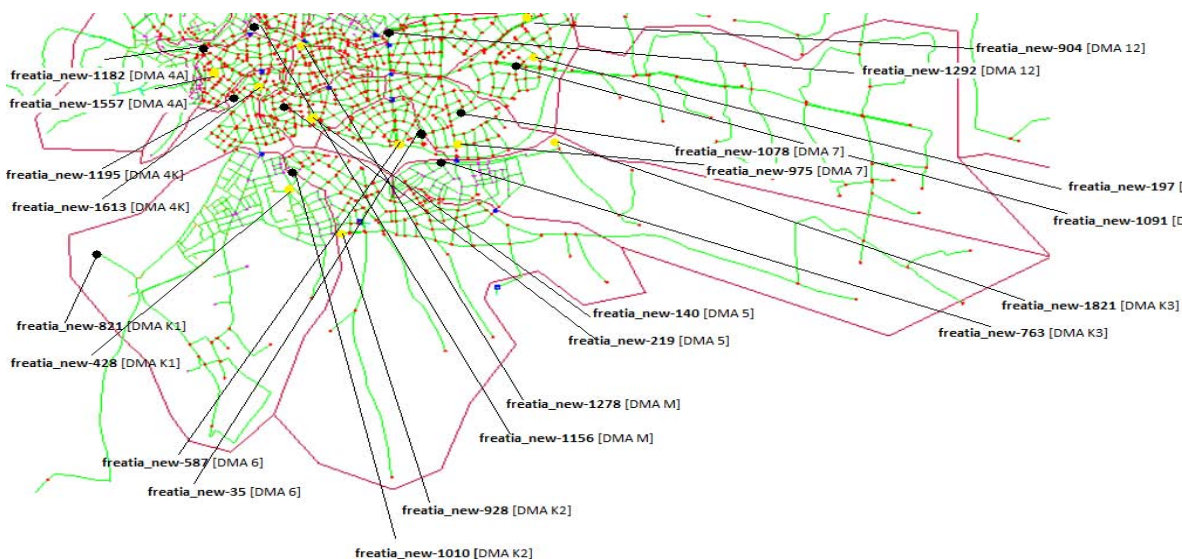 freatia_new-904 [DMA 12]
freatia_new-1292 [DMA 12]
freatia_new-1182 [DMA 4A]
freatia_new-1557 [DMA 4A]
freatia_new-1078 [DMA 7]
freatia_new-975 [DMA 7]
freatia_new-1195 [DMA 4K]
freatia_new-197 [
freatia_new-1613 [DMA 4K]
freatia_new-1091 [D
freatia_new-1821 [DMA K3]
freatia_new-140 [DMA 5]
freatia_new-821 [DMA K1]
freatia_new-763 [DMA K3]
freatia_new-219 [DMA 5]
freatia_new-428 [DMA K1]
freatia_new-1278 [DMA M]
freatia_new-1156 [DMA M]
freatia_new-587 [DMA 6]
freatia_new-35 [DMA 6]
freatia_new-928 [DMA K2]
freatia_new-1010 [DMA K2]